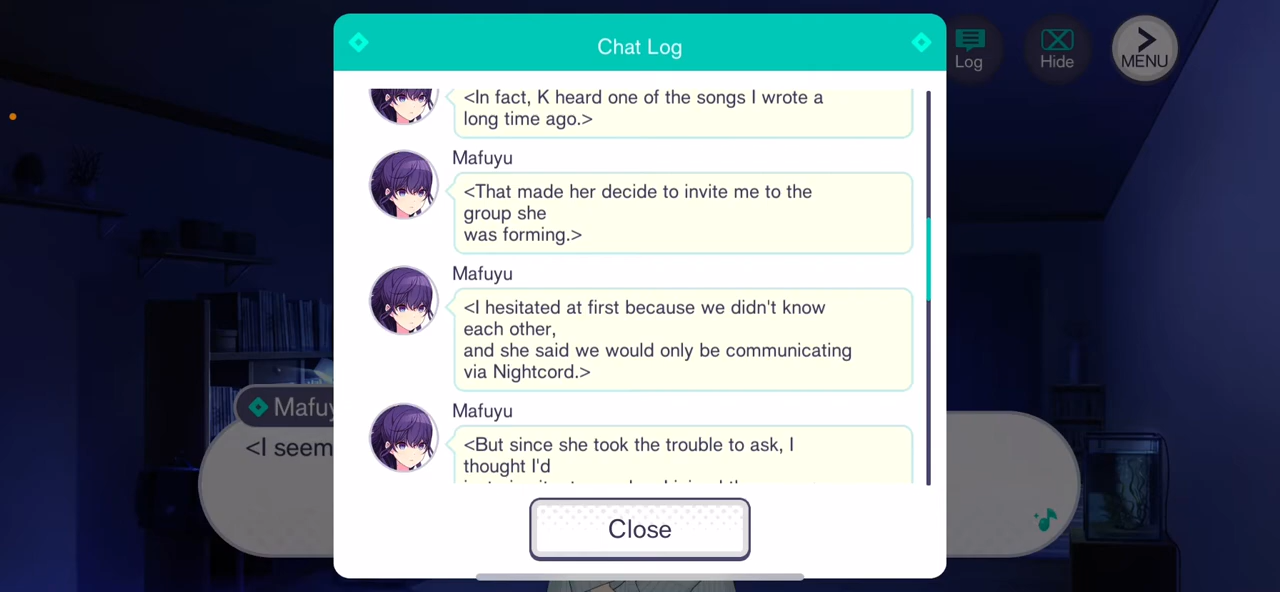 Chat Log
Log
Hide
MENU
<In fact, K heard one of the songs I wrote a
long time ago.>
Mafuyu
<That made her decide to invite me to the
group she
was forming.>
Mafuyu
<I hesitated at first because we didn't know
each other,
and she said we would only be communicating
via Nightcord.>
Mafuyu
<But since she took the trouble to ask, I
thought I'd
Mafuy
<I seem
Close